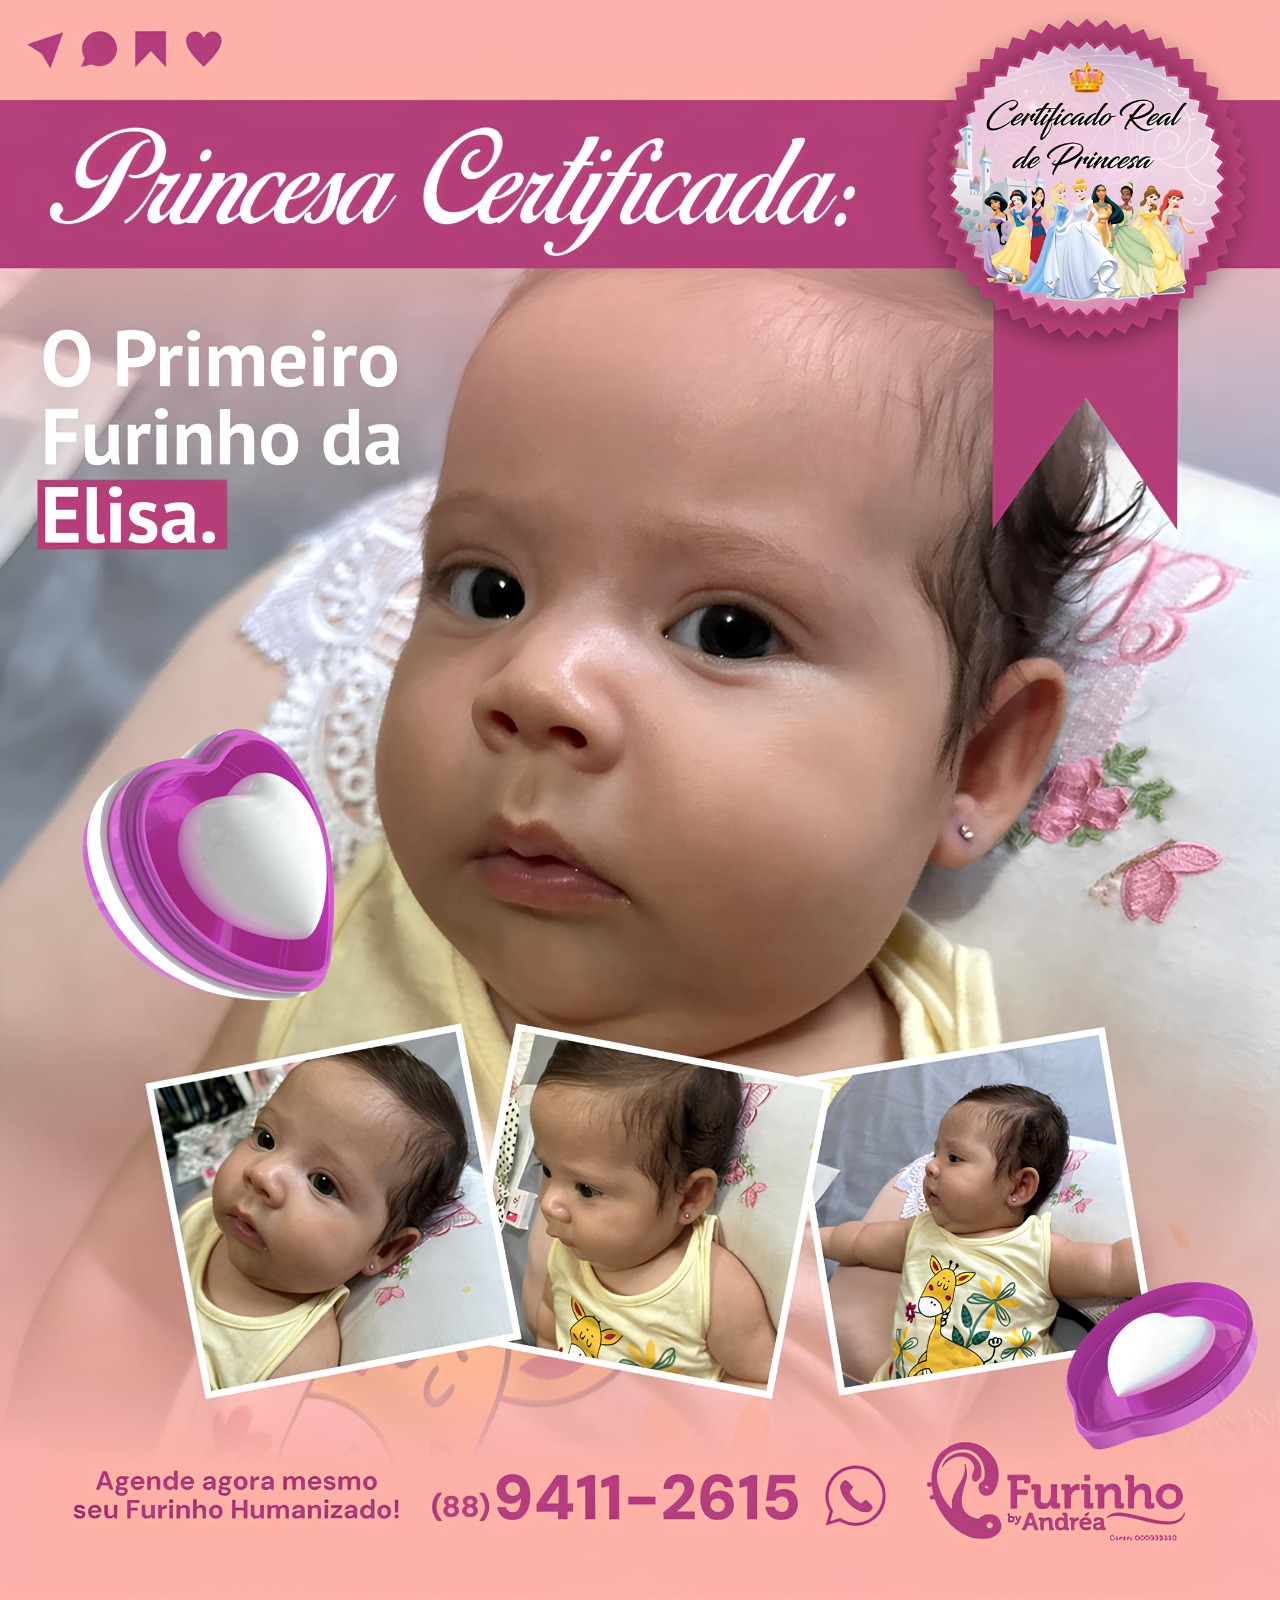 Princesa Certificada:
Certificado Real
de Princesa
O Primeiro
Furinho da
Elisa.
Agende agora mesmo
seu Furinho Humanizado!
(88) 9411-2615
Furinho
by Andréa